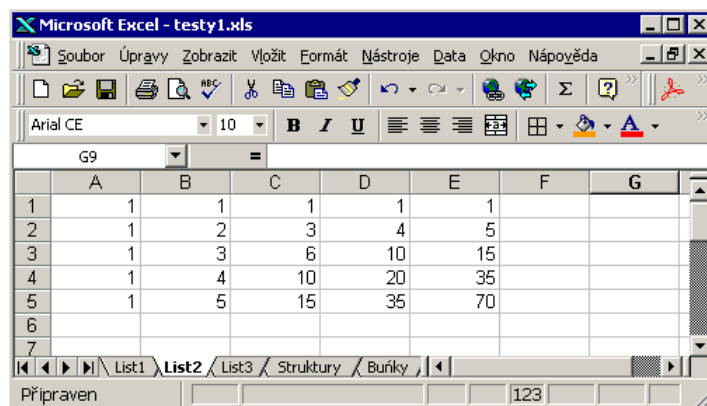 Microsoft Excel - testy1.xls
Soubor Úpravy Zobrazit Vložit Formát Nástroje Data Okno Nápověda
ABC Σ ? »
Arial CE 10 B I U A »
G9 =
A B C D E F G
1 1 1 1 1 1
2 1 2 3 4 5
3 1 3 6 10 15
4 1 4 10 20 35
5 1 5 15 35 70
6
7
List1 List2 List3 Struktury Buňky
Připraven 123